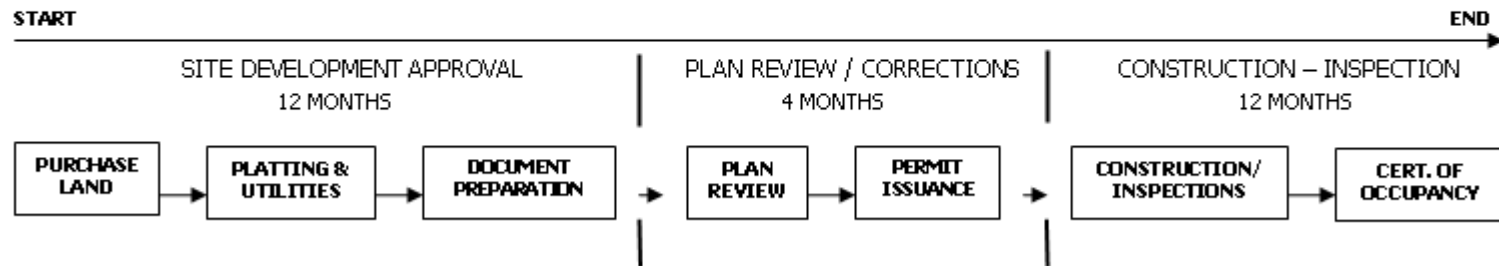 START
END
SITE DEVELOPMENT APPROVAL
12 MONTHS
PLAN REVIEW / CORRECTIONS
4 MONTHS
CONSTRUCTION – INSPECTION
12 MONTHS
PURCHASE
LAND
PLATTING &
UTILITIES
DOCUMENT
PREPARATION
PLAN
REVIEW
PERMIT
ISSUANCE
CONSTRUCTION/
INSPECTIONS
CERT. OF
OCCUPANCY